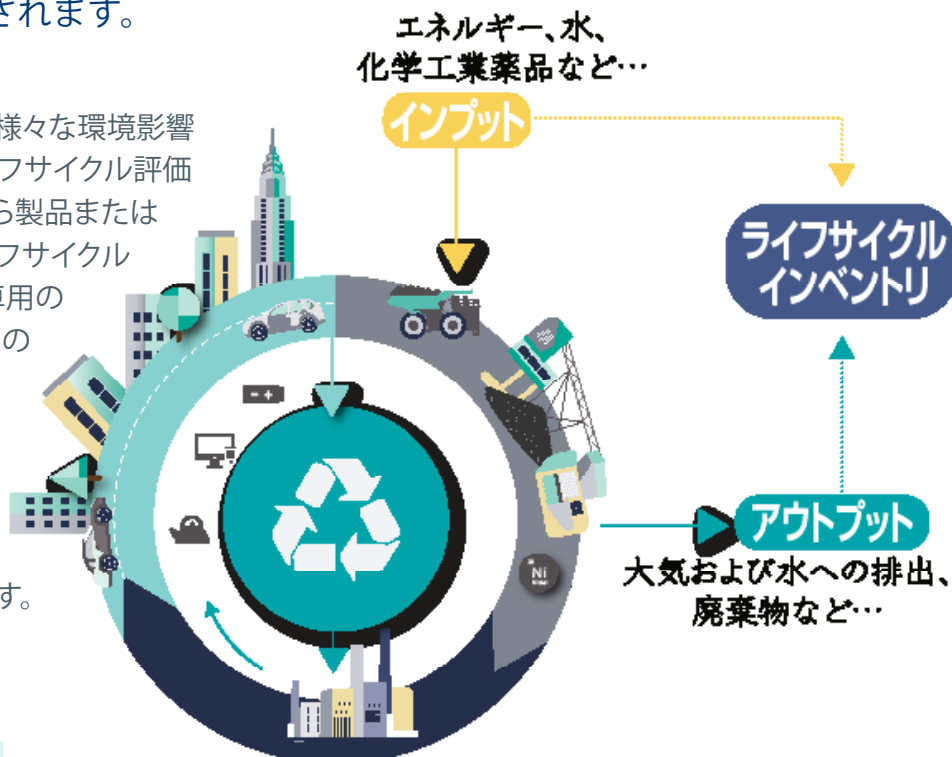 されます。
エネルギー、水、
化学工業薬品など…
インプット
様々な環境影響
フサイクル評価
ら製品または
フサイクル
専用の
の
ライフサイクル
インベントリ
アウトプット
大気および水への排出、
廃棄物など…
Ni
す。